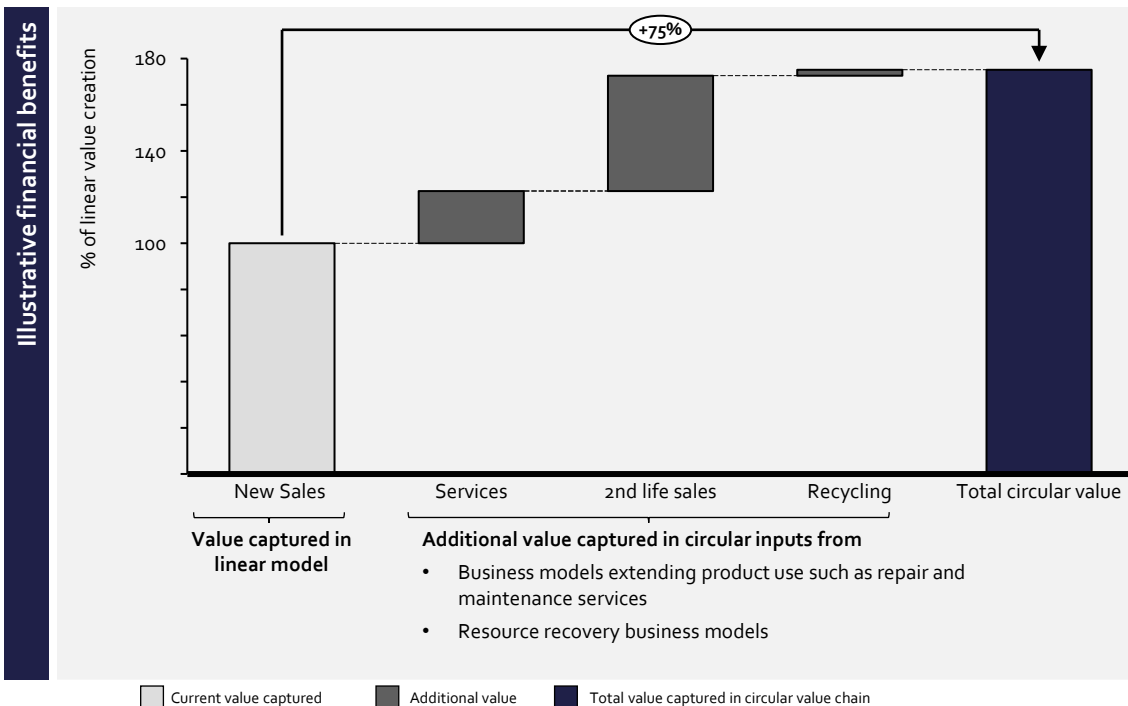 Illustrative financial benefits
% of linear value creation
+75%
180
140
100
New Sales
Services
2nd life sales
Recycling
Total circular value
Value captured in
linear model
Additional value captured in circular inputs from
• Business models extending product use such as repair and
maintenance services
• Resource recovery business models
Current value captured
Additional value
Total value captured in circular value chain